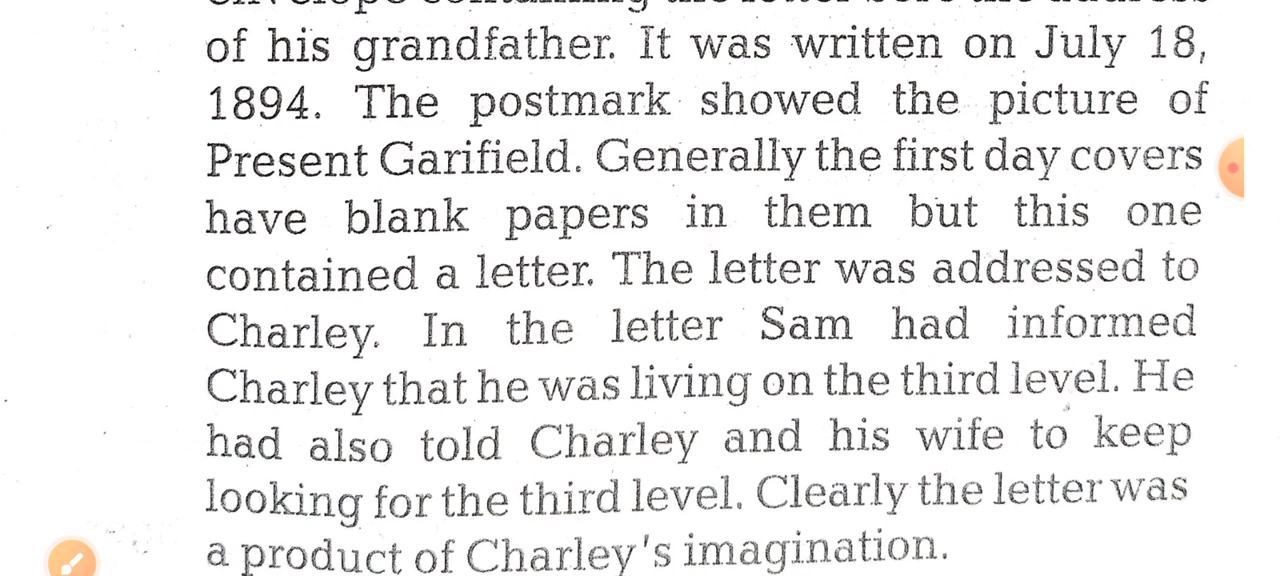 of his grandfather. It was written on July 18,
1894. The postmark showed the picture of
Present Garifield. Generally the first day covers
have blank papers in them but this one
contained a letter. The letter was addressed to
Charley. In the letter Sam had informed
Charley that he was living on the third level. He
had also told Charley and his wife to keep
looking for the third level. Clearly the letter was
a product of Charley's imagination.